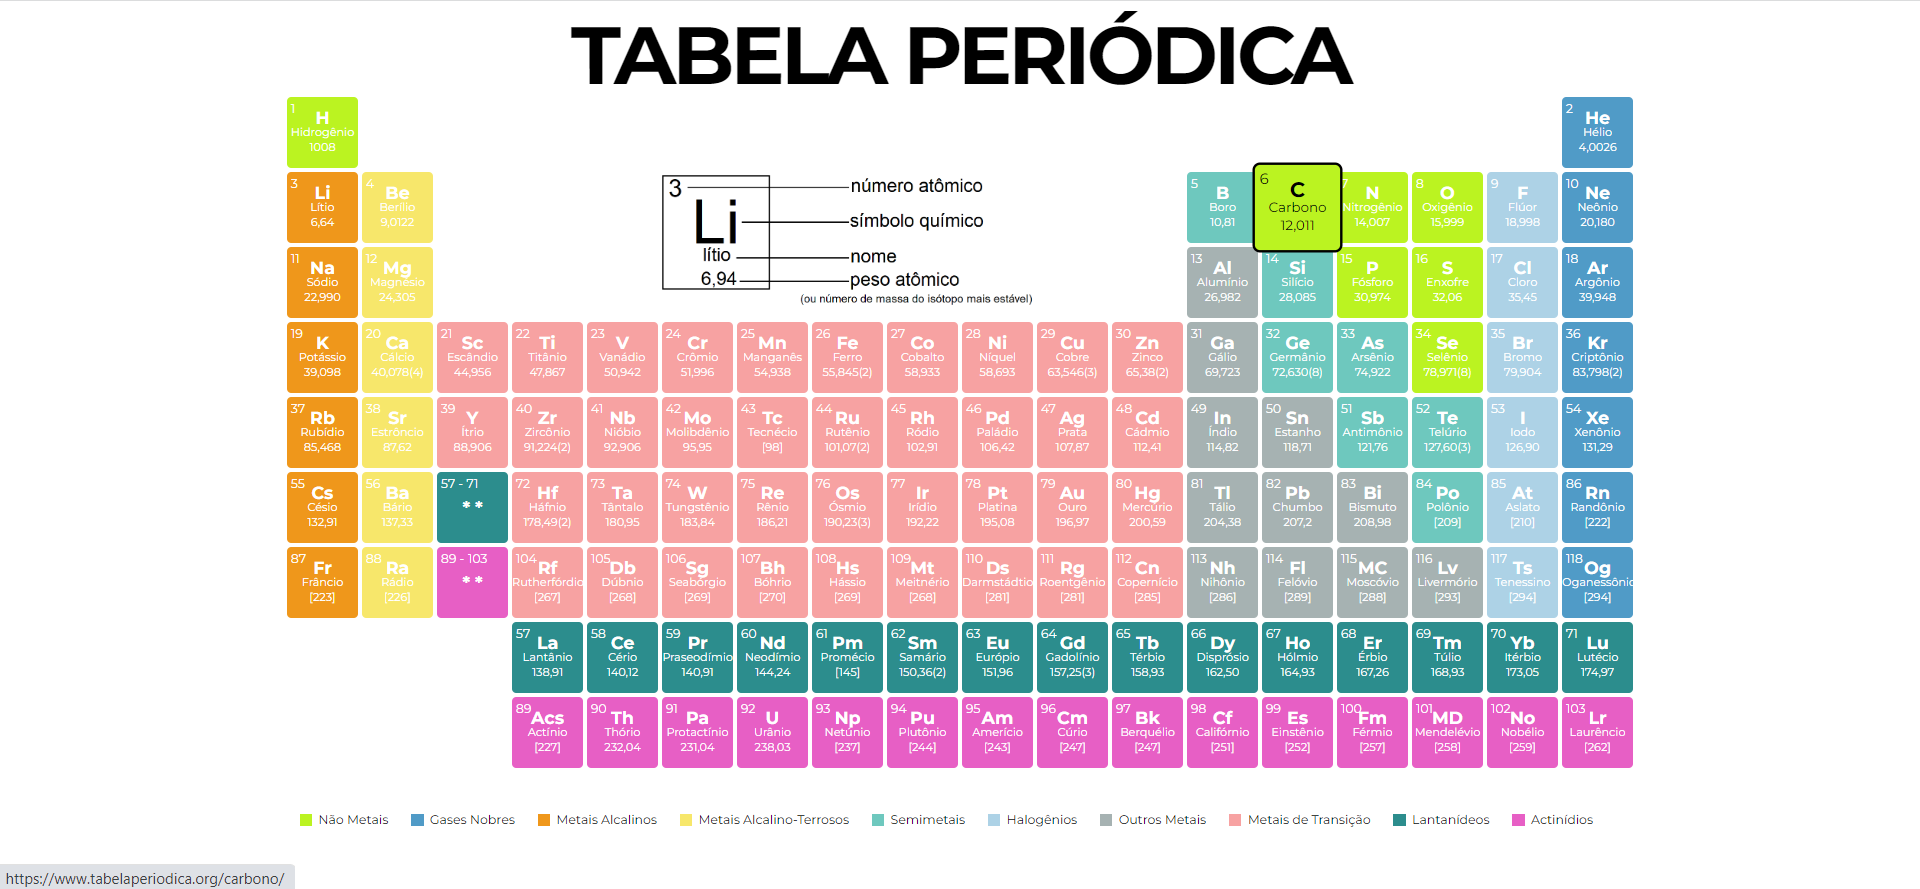 TABELA PERIÓDICA
1
H
Hidrogênio
1008
2
He
Hélio
4,0026
3
Li
Lítio
6,64
4
Be
Berílio
9,0122
3
Li
lítio
6,94
número atômico
símbolo químico
nome
peso atômico
(ou número de massa do isótopo mais estável)
5
B
Boro
10,81
6
C
Carbono
12,011
7
N
Nitrogênio
14,007
8
O
Oxigênio
15,999
9
F
Flúor
18,998
10
Ne
Neônio
20,180
11
Na
Sódio
22,990
12
Mg
Magnésio
24,305
13
Al
Alumínio
26,982
14
Si
Silício
28,085
15
P
Fósforo
30,974
16
S
Enxofre
32,06
17
Cl
Cloro
35,45
18
Ar
Argônio
39,948
19
K
Potássio
39,098
20
Ca
Cálcio
40,078(4)
21
Sc
Escândio
44,956
22
Ti
Titânio
47,867
23
V
Vanádio
50,942
24
Cr
Crômio
51,996
25
Mn
Manganês
54,938
26
Fe
Ferro
55,845(2)
27
Co
Cobalto
58,933
28
Ni
Níquel
58,693
29
Cu
Cobre
63,546(3)
30
Zn
Zinco
65,38(2)
31
Ga
Gálio
69,723
32
Ge
Germânio
72,630(8)
33
As
Arsênio
74,922
34
Se
Selênio
78,971(8)
35
Br
Bromo
79,904
36
Kr
Criptônio
83,798(2)
37
Rb
Rubídio
85,468
38
Sr
Estrôncio
87,62
39
Y
Ítrio
88,906
40
Zr
Zircônio
91,224(2)
41
Nb
Nióbio
92,906
42
Mo
Molibdênio
95,95
43
Tc
Tecnécio
[98]
44
Ru
Rutênio
101,07(2)
45
Rh
Ródio
102,91
46
Pd
Paládio
106,42
47
Ag
Prata
107,87
48
Cd
Cádmio
112,41
49
In
Índio
114,82
50
Sn
Estanho
118,71
51
Sb
Antimônio
121,76
52
Te
Telúrio
127,60(3)
53
I
Iodo
126,90
54
Xe
Xenônio
131,29
55
Cs
Césio
132,91
56
Ba
Bário
137,33
57 - 71
* *
72
Hf
Háfnio
178,49(2)
73
Ta
Tântalo
180,95
74
W
Tungstênio
183,84
75
Re
Rênio
186,21
76
Os
Ósmio
190,23(3)
77
Ir
Irídio
192,22
78
Pt
Platina
195,08
79
Au
Ouro
196,97
80
Hg
Mercúrio
200,59
81
Tl
Tálio
204,38
82
Pb
Chumbo
207,2
83
Bi
Bismuto
208,98
84
Po
Polônio
[209]
85
At
Astato
[210]
86
Rn
Randônio
[222]
87
Fr
Frâncio
[223]
88
Ra
Rádio
[226]
89 - 103
* *
104
Rf
Rutherfórdio
[267]
105
Db
Dúbnio
[268]
106
Sg
Seabórgio
[269]
107
Bh
Bóhrio
[270]
108
Hs
Hássio
[269]
109
Mt
Meitnério
[268]
110
Ds
Darmstádtio
[281]
111
Rg
Roentgênio
[281]
112
Cn
Copernício
[285]
113
Nh
Nihônio
[286]
114
Fl
Flelóvio
[289]
115
MC
Moscóvio
[288]
116
Lv
Livermório
[293]
117
Ts
Tenessino
[294]
118
Og
Oganessônio
[294]
57
La
Lantânio
138,91
58
Ce
Cério
140,12
59
Pr
Praseodímio
140,91
60
Nd
Neodímio
144,24
61
Pm
Promécio
[145]
62
Sm
Samário
150,36(2)
63
Eu
Európio
151,96
64
Gd
Gadolínio
157,25(3)
65
Tb
Térbio
158,93
66
Dy
Disprósio
162,50
67
Ho
Hólmio
164,93
68
Er
Érbio
167,26
69
Tm
Túlio
168,93
70
Yb
Itérbio
173,05
71
Lu
Lutécio
174,97
89
Acs
Actínio
[227]
90
Th
Thório
232,04
91
Pa
Protactínio
231,04
92
U
Urânio
238,03
93
Np
Netúnio
[237]
94
Pu
Plutônio
[244]
95
Am
Amerício
[243]
96
Cm
Cúrio
[247]
97
Bk
Berquélio
[247]
98
Cf
Califórnio
[251]
99
Es
Einstênio
[252]
100
Fm
Férmio
[257]
101
MD
Mendelévio
[258]
102
No
Nobélio
[259]
103
Lr
Laurêncio
[262]
Não Metais
Gases Nobres
Metais Alcalinos
Metais Alcalino-Terrosos
Semimetais
Halogênios
Outros Metais
Metais de Transição
Lantanídeos
Actinídios
https://www.tabelaperiodica.org/carbono/